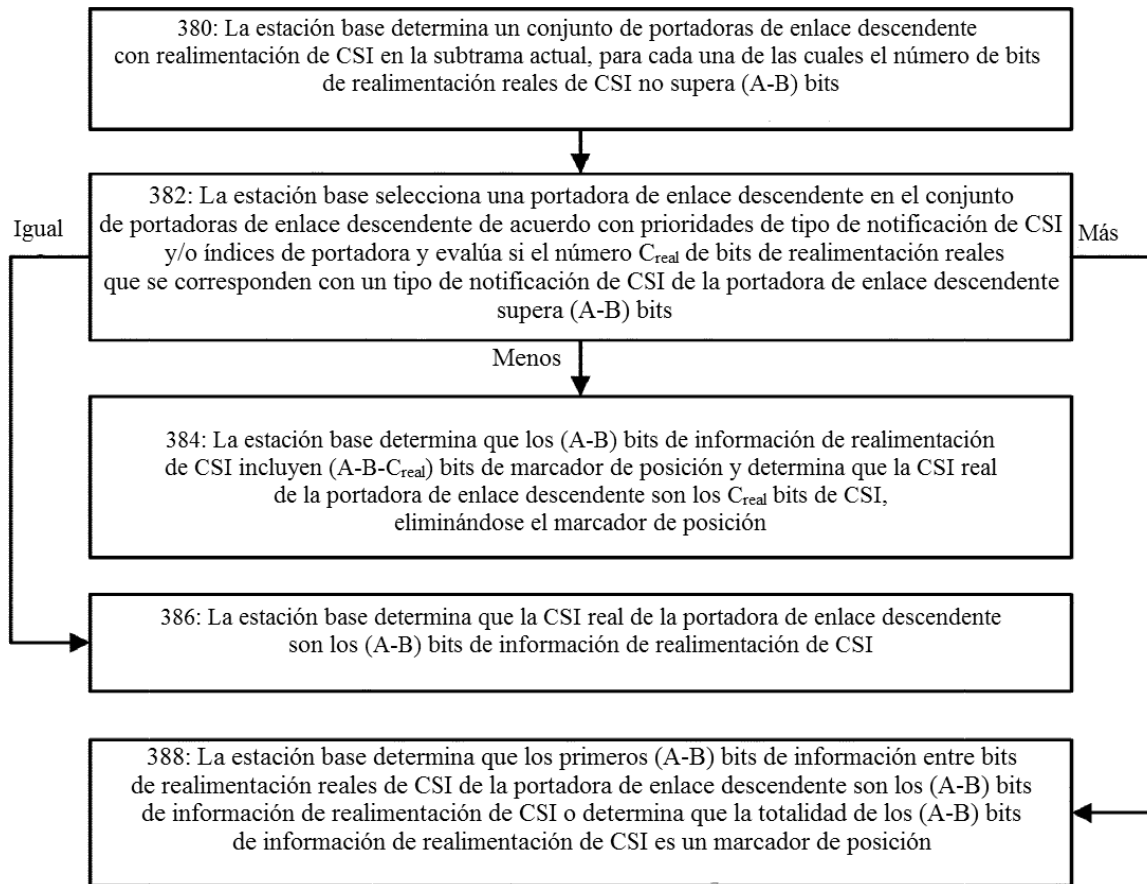 380: La estación base determina un conjunto de portadoras de enlace descendente
con realimentación de CSI en la subtrama actual, para cada una de las cuales el número de bits
de realimentación reales de CSI no supera (A-B) bits
382: La estación base selecciona una portadora de enlace descendente en el conjunto
de portadoras de enlace descendente de acuerdo con prioridades de tipo de notificación de CSI
y/o índices de portadora y evalúa si el número Creal de bits de realimentación reales
que se corresponden con un tipo de notificación de CSI de la portadora de enlace descendente
supera (A-B) bits
Igual
Más
Menos
384: La estación base determina que los (A-B) bits de información de realimentación
de CSI incluyen (A-B-Creal) bits de marcador de posición y determina que la CSI real
de la portadora de enlace descendente son los Creal bits de CSI,
eliminándose el marcador de posición
386: La estación base determina que la CSI real de la portadora de enlace descendente
son los (A-B) bits de información de realimentación de CSI
388: La estación base determina que los primeros (A-B) bits de información entre bits
de realimentación reales de CSI de la portadora de enlace descendente son los (A-B) bits
de información de realimentación de CSI o determina que la totalidad de los (A-B) bits
de información de realimentación de CSI es un marcador de posición